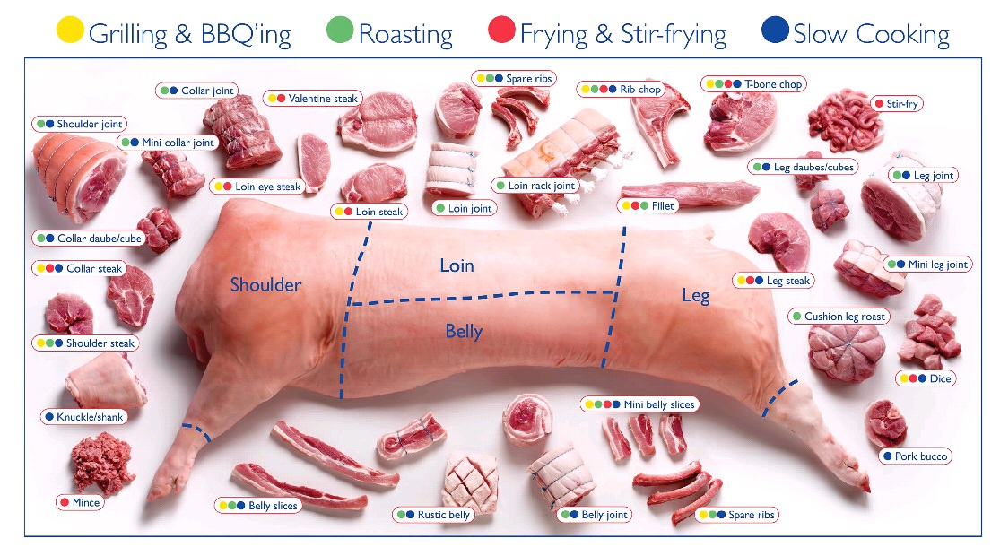 Grilling & BBQ'ing
Roasting
Frying & Stir-frying
Slow Cooking
Spare ribs
Rib chop
T-bone chop
Collar joint
Valentine steak
Stir-fry
Shoulder joint
Mini collar joint
Leg daubes/cubes
Leg joint
Loin eye steak
Loin rack joint
Loin steak
Loin joint
Fillet
Collar daube/cube
Collar steak
Mini leg joint
Loin
Shoulder
Leg
Leg steak
Cushion leg roast
Belly
Shoulder steak
Dice
Mini belly slices
Knuckle/shank
Pork bucco
Mince
Belly slices
Rustic belly
Belly joint
Spare ribs